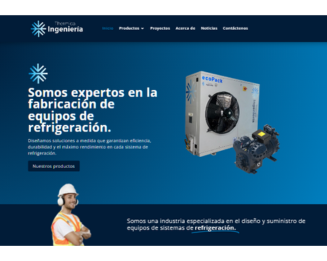 Thermo
Ingeniería
Inicio Productos Proyectos Acerca de Noticias Contáctenos
Somos expertos en la
fabricación de
equipos de
refrigeración.
Diseñamos soluciones a medida que garantizan eficiencia,
durabilidad y el máximo rendimiento en cada sistema de
refrigeración.
Nuestros productos
ecoPack
Somos una industria especializada en el diseño y suministro de
equipos de sistemas de refrigeración.